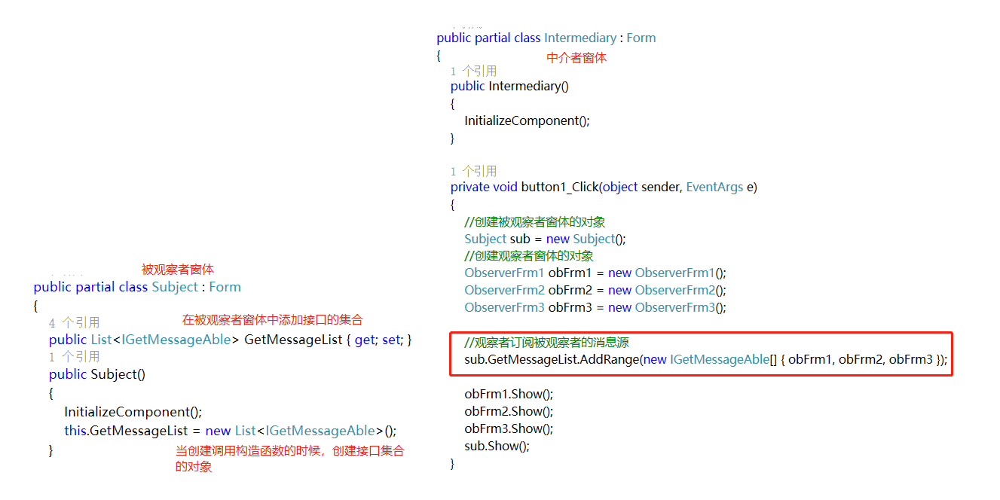 被观察者窗体
public partial class Subject : Form
{
4 个引用
在被观察者窗体中添加接口的集合
public List<IGetMessageAble> GetMessageList { get; set; }
1 个引用
public Subject()
{
InitializeComponent();
this.GetMessageList = new List<IGetMessageAble>();
}
当创建调用构造函数的时候，创建接口集合
的对象
public partial class Intermediary : Form
{
中介者窗体
1 个引用
public Intermediary()
{
InitializeComponent();
}
1 个引用
private void button1_Click(object sender, EventArgs e)
{
//创建被观察者窗体的对象
Subject sub = new Subject();
//创建观察者窗体的对象
ObserverFrm1 obFrm1 = new ObserverFrm1();
ObserverFrm2 obFrm2 = new ObserverFrm2();
ObserverFrm3 obFrm3 = new ObserverFrm3();
//观察者订阅被观察者的消息源
sub.GetMessageList.AddRange(new IGetMessageAble[] { obFrm1, obFrm2, obFrm3 });
obFrm1.Show();
obFrm2.Show();
obFrm3.Show();
sub.Show();
}